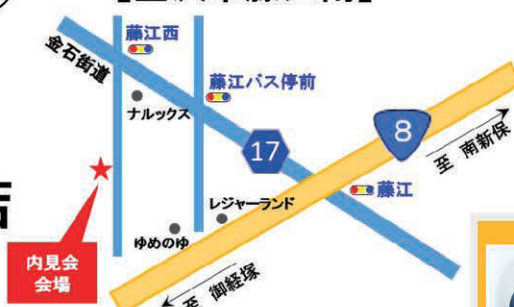 藤江西
金石街道
藤江バス停前
ナルックス
17
8
至 南新保
藤江
レジャーランド
ゆめのゆ
内見会
会場
至 御経塚